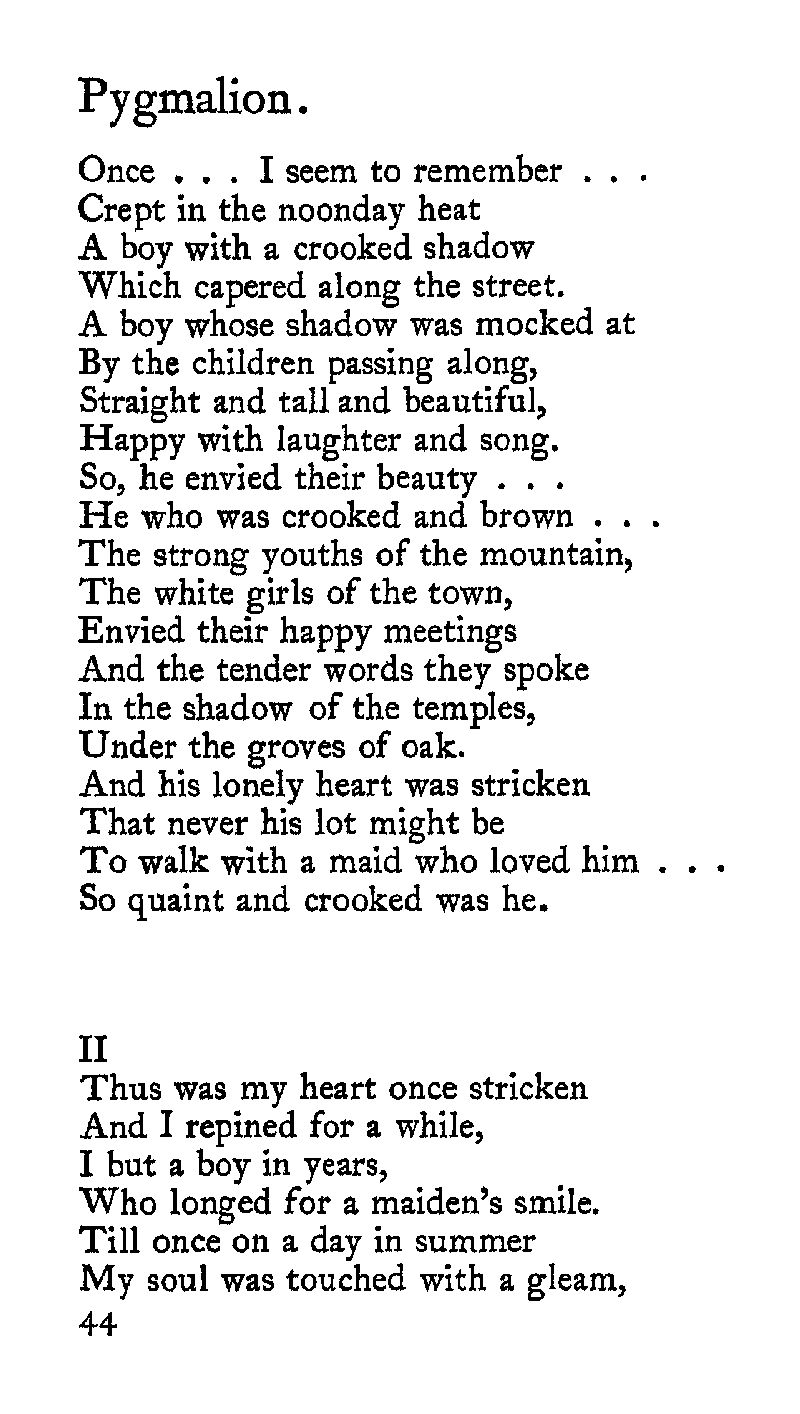 Pygmalion.
Once . . . I seem to remember . . .
Crept in the noonday heat
A boy with a crooked shadow
Which capered along the street.
A boy whose shadow was mocked at
By the children passing along,
Straight and tall and beautiful,
Happy with laughter and song.
So, he envied their beauty . . .
He who was crooked and brown . . .
The strong youths of the mountain,
The white girls of the town,
Envied their happy meetings
And the tender words they spoke
In the shadow of the temples,
Under the groves of oak.
And his lonely heart was stricken
That never his lot might be
To walk with a maid who loved him . . .
So quaint and crooked was he.
II
Thus was my heart once stricken
And I repined for a while,
I but a boy in years,
Who longed for a maiden's smile.
Till once on a day in summer
My soul was touched with a gleam,
44